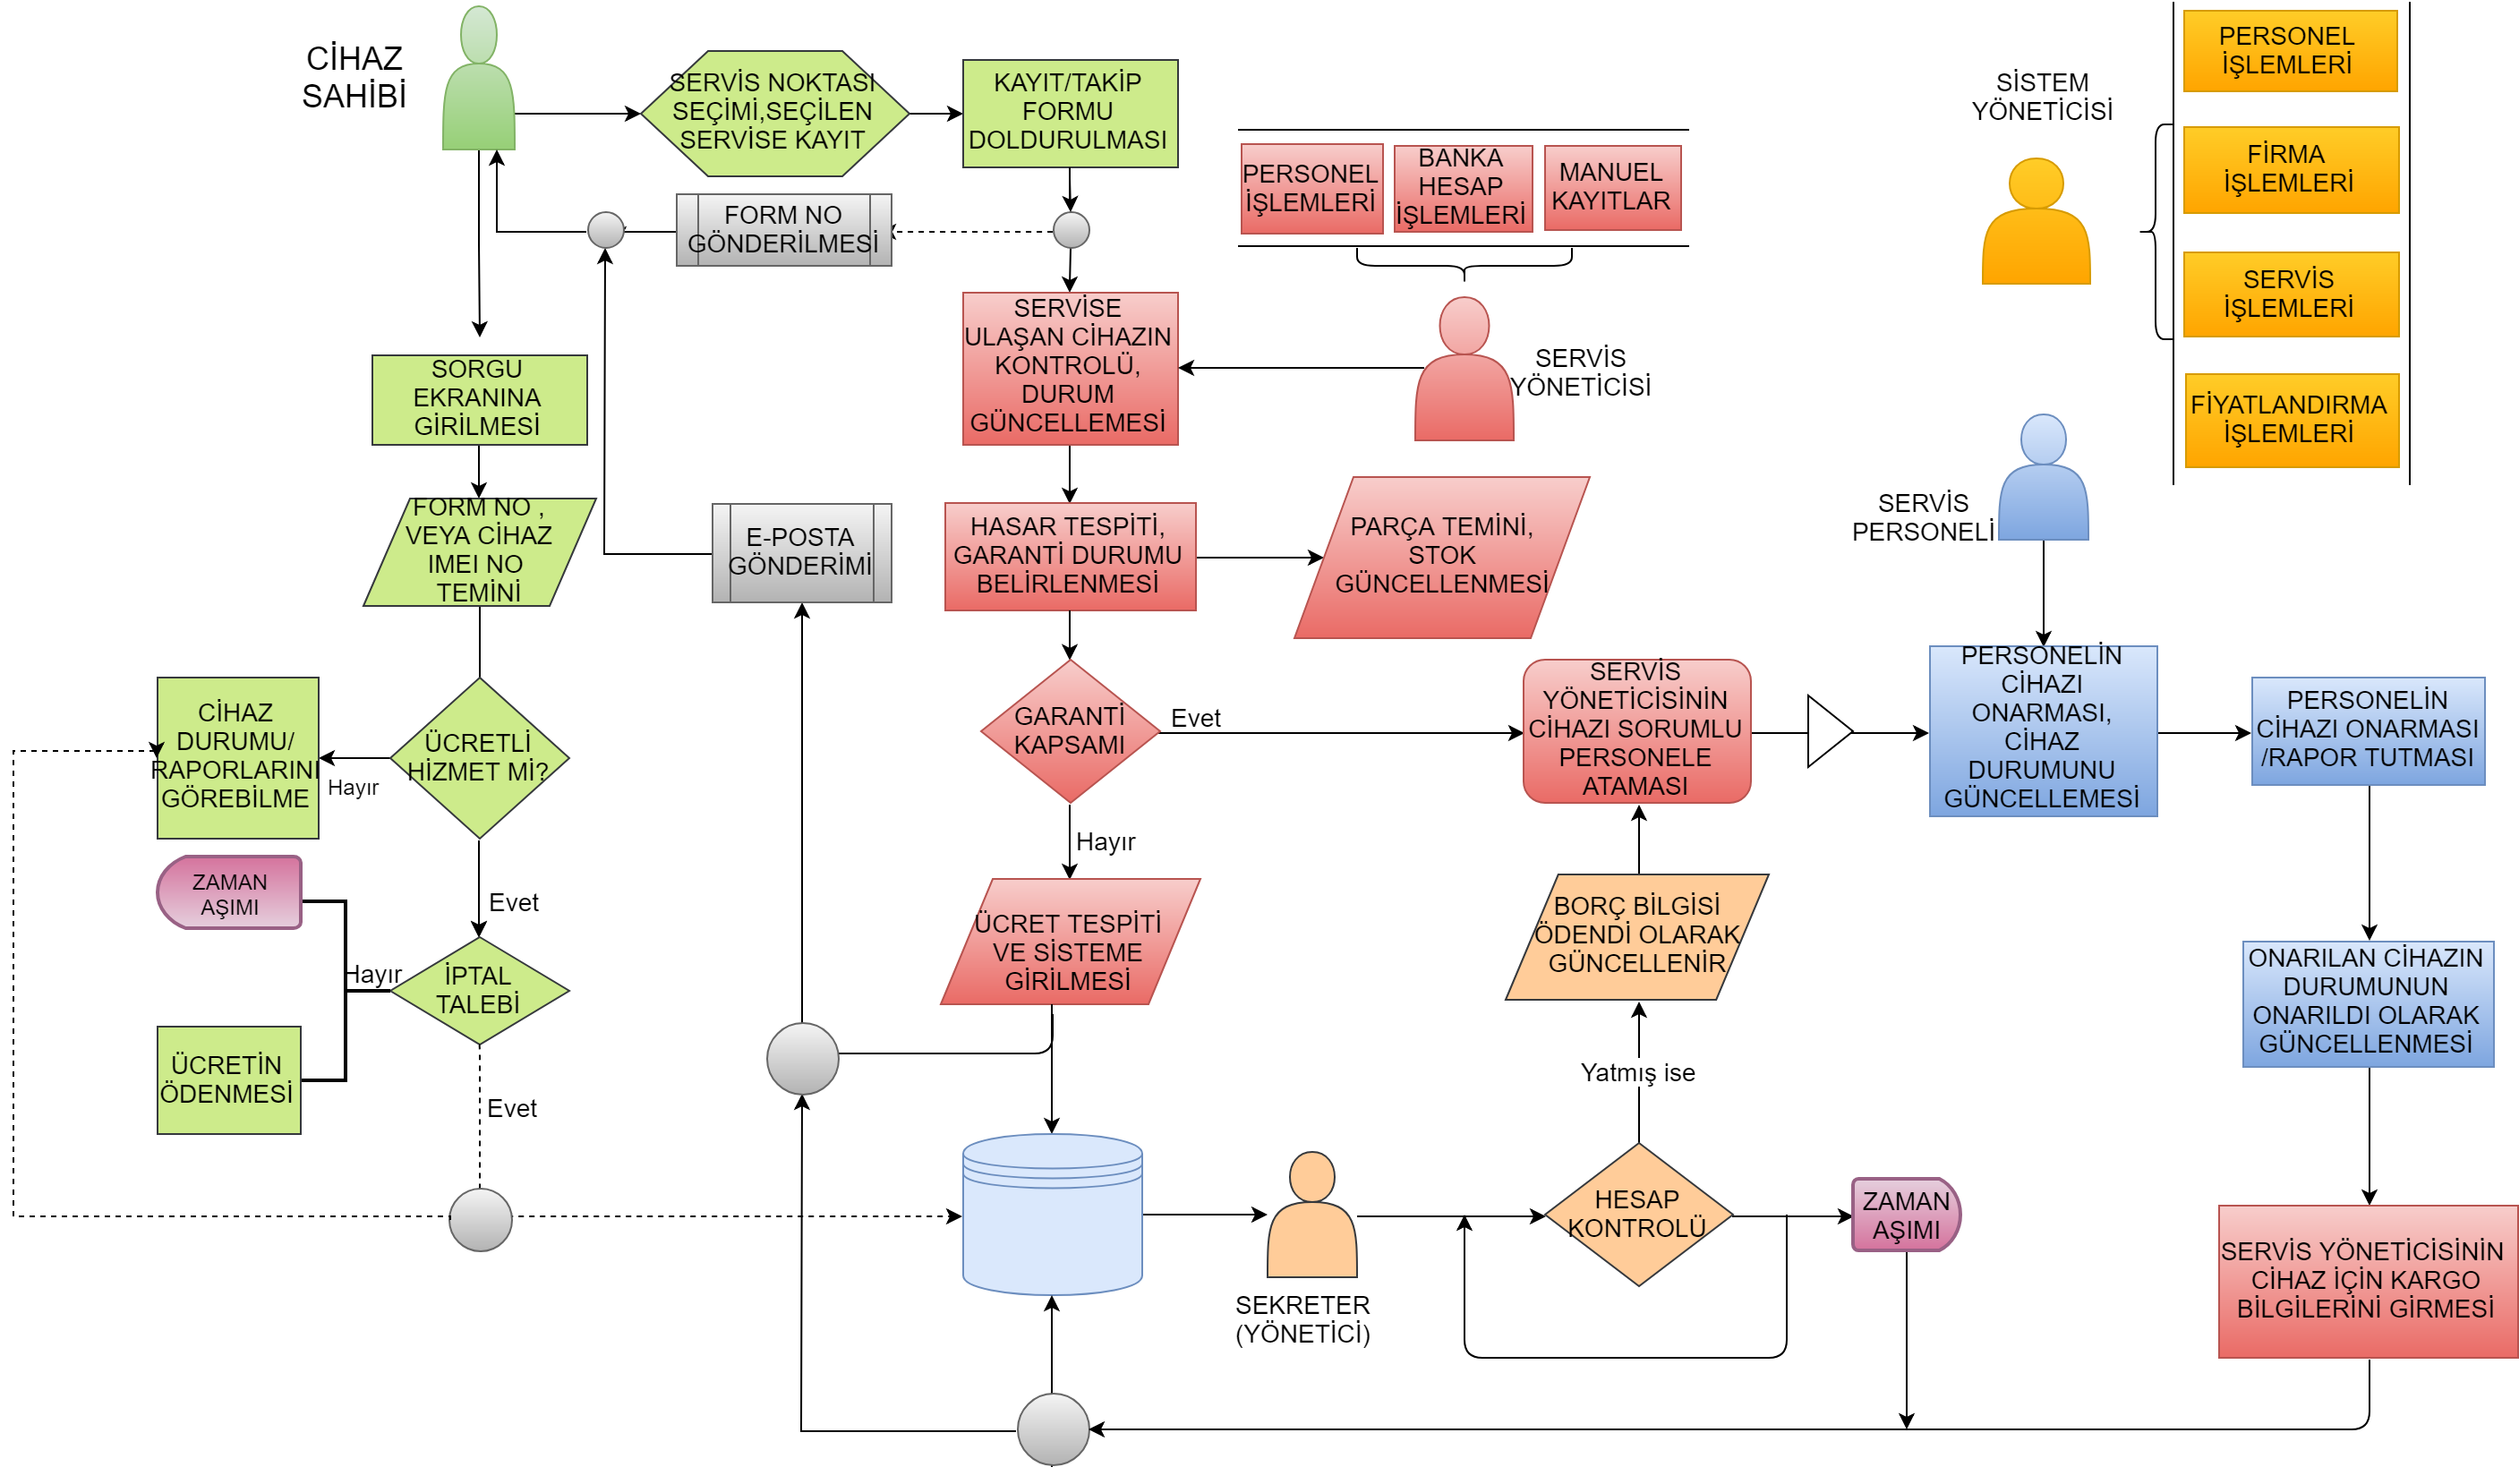 CİHAZ
SAHİBİ
SERVİS NOKTASI
SEÇİMİ,SEÇİLEN
SERVİSE KAYIT
KAYIT/TAKİP
FORMU
DOLDURULMASI
FORM NO
GÖNDERİLMESİ
PERSONEL
İŞLEMLERİ
BANKA
HESAP
İŞLEMLERİ
MANUEL
KAYITLAR
SİSTEM
YÖNETİCİSİ
PERSONEL
İŞLEMLERİ
FİRMA
İŞLEMLERİ
SERVİS
İŞLEMLERİ
FİYATLANDIRMA
İŞLEMLERİ
SERVİSE
ULAŞAN CİHAZIN
KONTROLÜ,
DURUM
GÜNCELLEMESİ
SERVİS
YÖNETİCİSİ
SORGU
EKRANINA
GİRİLMESİ
FORM NO ,
VEYA CİHAZ
IMEI NO
TEMİNİ
E-POSTA
GÖNDERİMİ
HASAR TESPİTİ,
GARANTİ DURUMU
BELİRLENMESİ
PARÇA TEMİNİ,
STOK
GÜNCELLENMESİ
SERVİS
PERSONELİ
CİHAZ
DURUMU/
RAPORLARINI
GÖREBİLME
Hayır
ÜCRETLİ
HİZMET Mİ?
GARANTİ
KAPSAMI
Evet
SERVİS
YÖNETİCİSİNİN
CİHAZI SORUMLU
PERSONELE
ATAMASI
PERSONELİN
CİHAZI
ONARMASI,
CİHAZ
DURUMUNU
GÜNCELLEMESİ
PERSONELİN
CİHAZI ONARMASI
/RAPOR TUTMASI
Hayır
ZAMAN
AŞIMI
Evet
Hayır
İPTAL
TALEBİ
ÜCRET TESPİTİ
VE SİSTEME
GİRİLMESİ
BORÇ BİLGİSİ
ÖDENDİ OLARAK
GÜNCELLENİR
ONARILAN CİHAZIN
DURUMUNUN
ONARILDI OLARAK
GÜNCELLENMESİ
ÜCRETİN
ÖDENMESİ
Evet
Yatmış ise
HESAP
KONTROLÜ
ZAMAN
AŞIMI
SEKRETER
(YÖNETİCİ)
SERVİS YÖNETİCİSİNİN
CİHAZ İÇİN KARGO
BİLGİLERİNİ GİRMESİ